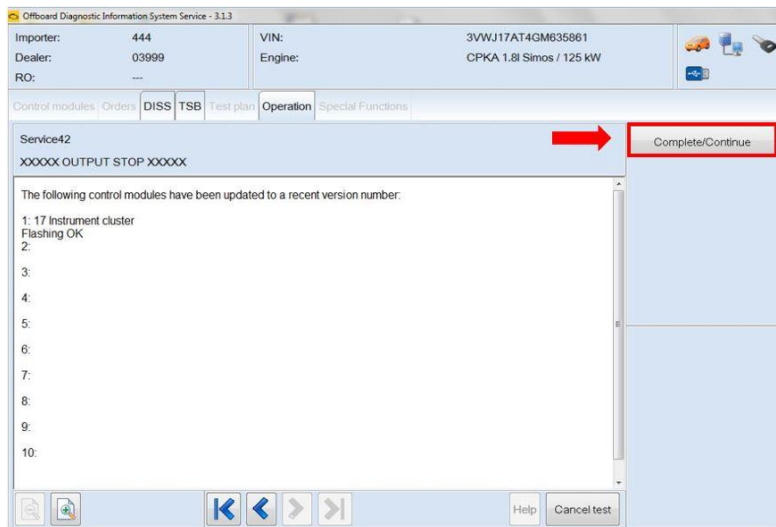 Offboard Diagnostic Information System Service - 3.1.3
Importer: 444 VIN: 3VWJ17AT4GM635861
Dealer: 03999 Engine: CPKA 1.8l Simos / 125 kW
RO: ---
Control modules Orders DISS TSB Test plan Operation Special Functions
Service42
XXXXX OUTPUT STOP XXXXX
Complete/Continue
The following control modules have been updated to a recent version number:
1: 17 Instrument cluster
Flashing OK
2:
3:
4:
5:
6:
7:
8:
9:
10:
Help Cancel test